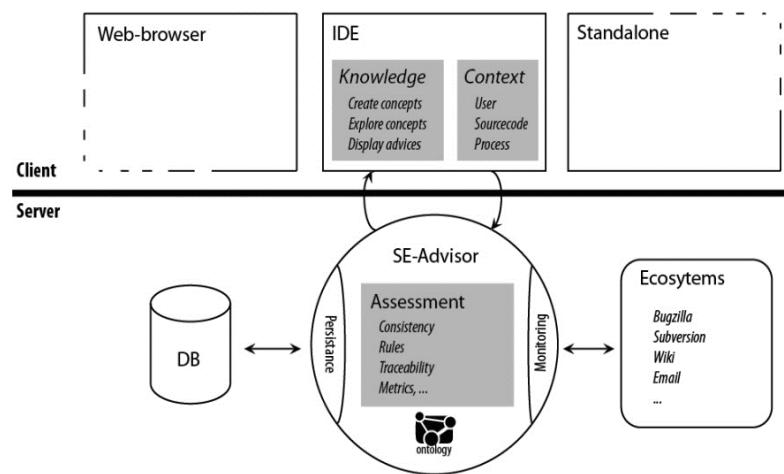 Web-browser
IDE
Standalone
Knowledge
Create concepts
Explore concepts
Display advices
Context
User
Sourcecode
Process
Client
Server
SE-Advisor
Persistance
Assessment
Consistency
Rules
Traceability
Metrics, ...
Monitoring
ontology
DB
Ecosytems
Bugzilla
Subversion
Wiki
Email
...